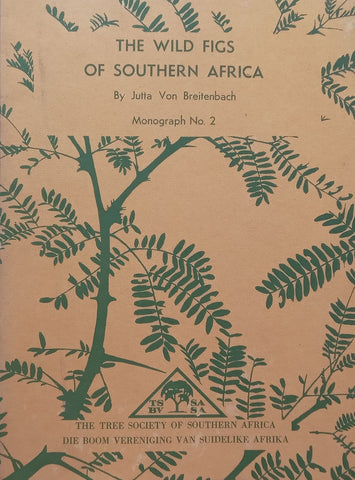 THE WILD FIGS
OF SOUTHERN AFRICA
By Jutta Von Breitenbach
Monograph No. 2
TS SA
BV SA
THE TREE SOCIETY OF SOUTHERN AFRICA
DIE BOOM VERENIGING VAN SUIDELIKE AFRIKA